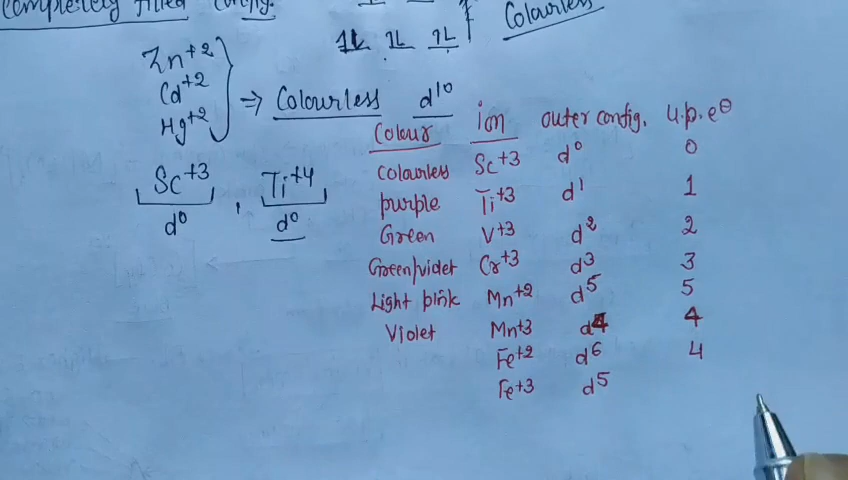 Completely filled config.
Colourless
1L 1L 1L
Zn+2
Cd+2
Hg+2
⇒ Colourless d10
Sc+3 , Ti+4
d0 d0
Colour ion outer config. u.p.e⊖
Colourless Sc+3 d0 0
purple Ti+3 d1 1
Green V+3 d2 2
Green/violet Cr+3 d3 3
Light pink Mn+2 d5 5
Violet Mn+3 d4 4
Fe+2 d6 4
Fe+3 d5